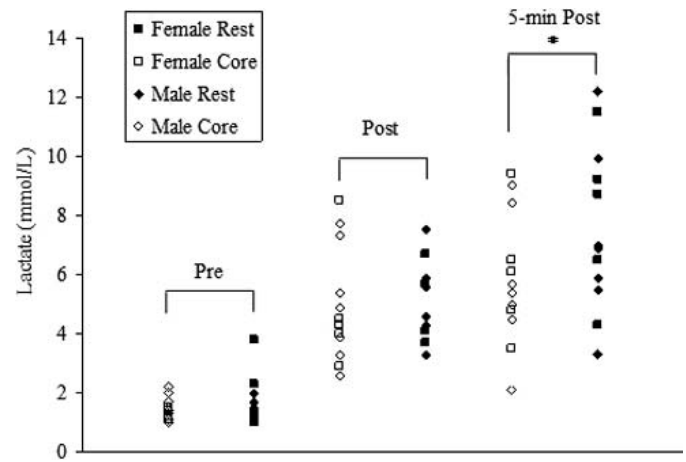 5-min Post
*
14
12
10
8
6
4
2
0
Lactate (mmol/L)
Female Rest
Female Core
Male Rest
Male Core
Post
Pre